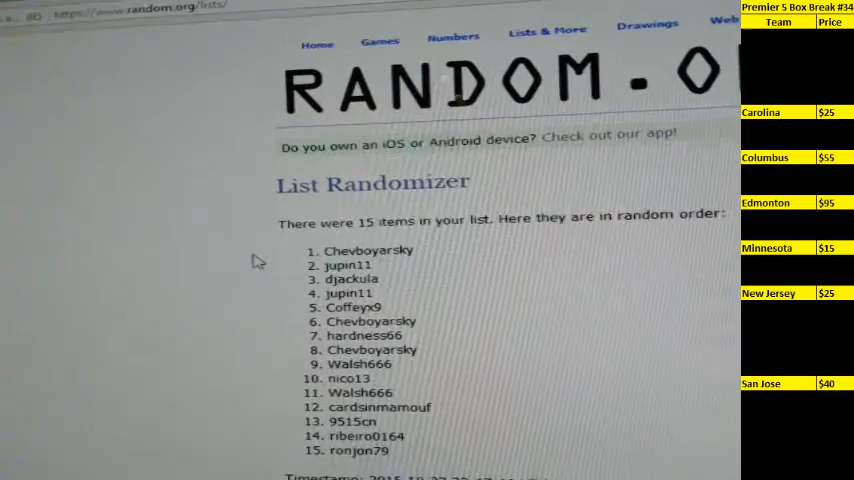 https://www.random.org/lists/
Home Games Numbers Lists & More Drawings Web
RANDOM.O
Do you own an iOS or Android device? Check out our app!
List Randomizer
There were 15 items in your list. Here they are in random order:
1. Chevboyarsky
2. jupin11
3. djackula
4. jupin11
5. Coffeyx9
6. Chevboyarsky
7. hardness66
8. Chevboyarsky
9. Walsh666
10. nico13
11. Walsh666
12. cardsinmamouf
13. 9515cn
14. ribeiro0164
15. ronjon79
Premier 5 Box Break #34
Team Price
Carolina $25
Columbus $55
Edmonton $95
Minnesota $15
New Jersey $25
San Jose $40